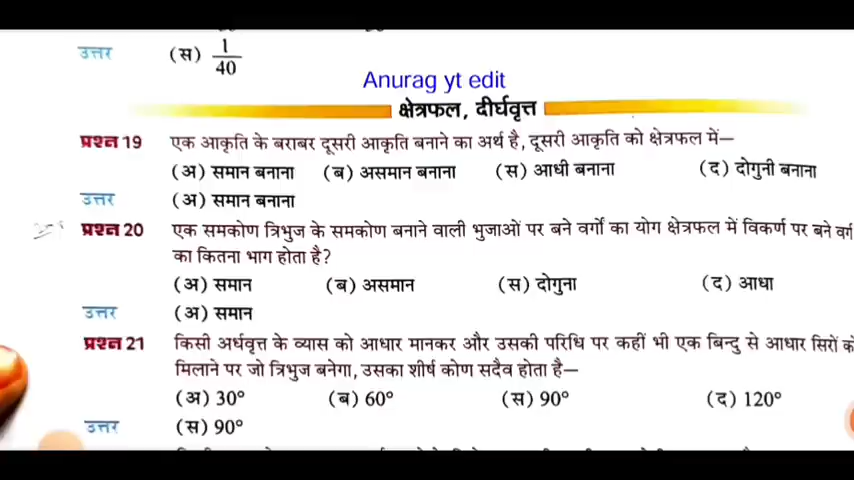 उत्तर (स) 1/40
Anurag yt edit
क्षेत्रफल, दीर्घवृत्त
प्रश्न 19 एक आकृति के बराबर दूसरी आकृति बनाने का अर्थ है, दूसरी आकृति को क्षेत्रफल में—
(अ) समान बनाना (ब) असमान बनाना (स) आधी बनाना (द) दोगुनी बनाना
उत्तर (अ) समान बनाना
प्रश्न 20 एक समकोण त्रिभुज के समकोण बनाने वाली भुजाओं पर बने वर्गों का योग क्षेत्रफल में विकर्ण पर बने वर्ग
का कितना भाग होता है?
(अ) समान (ब) असमान (स) दोगुना (द) आधा
उत्तर (अ) समान
प्रश्न 21 किसी अर्धवृत्त के व्यास को आधार मानकर और उसकी परिधि पर कहीं भी एक बिन्दु से आधार सिरों को
मिलाने पर जो त्रिभुज बनेगा, उसका शीर्ष कोण सदैव होता है—
(अ) 30° (ब) 60° (स) 90° (द) 120°
उत्तर (स) 90°